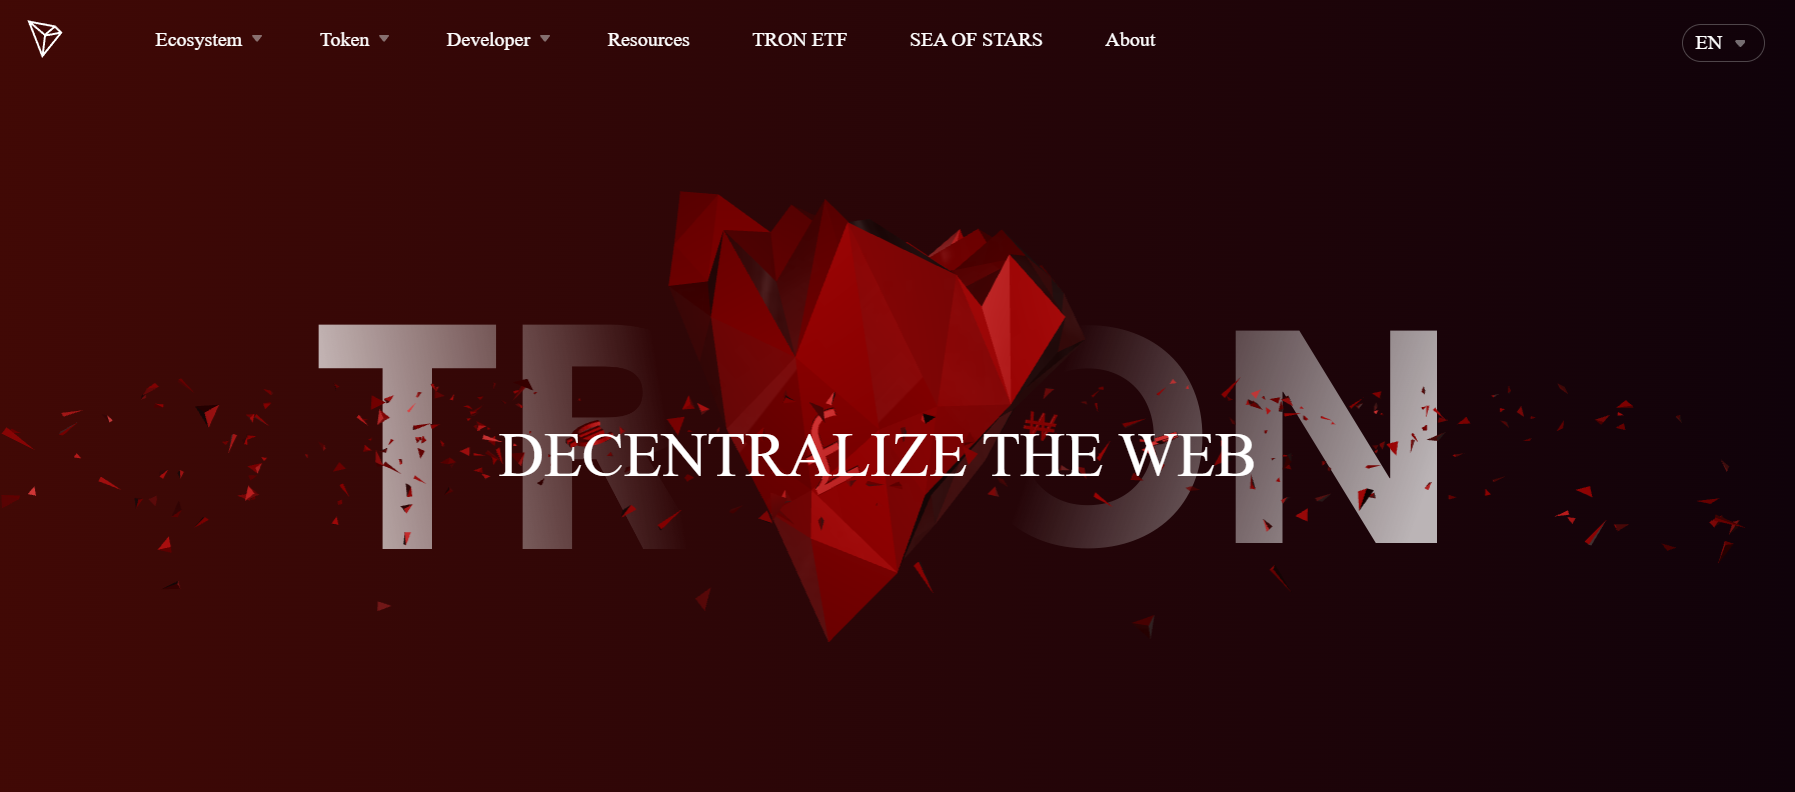 Ecosystem Token Developer Resources TRON ETF SEA OF STARS About EN
TRON
DECENTRALIZE THE WEB